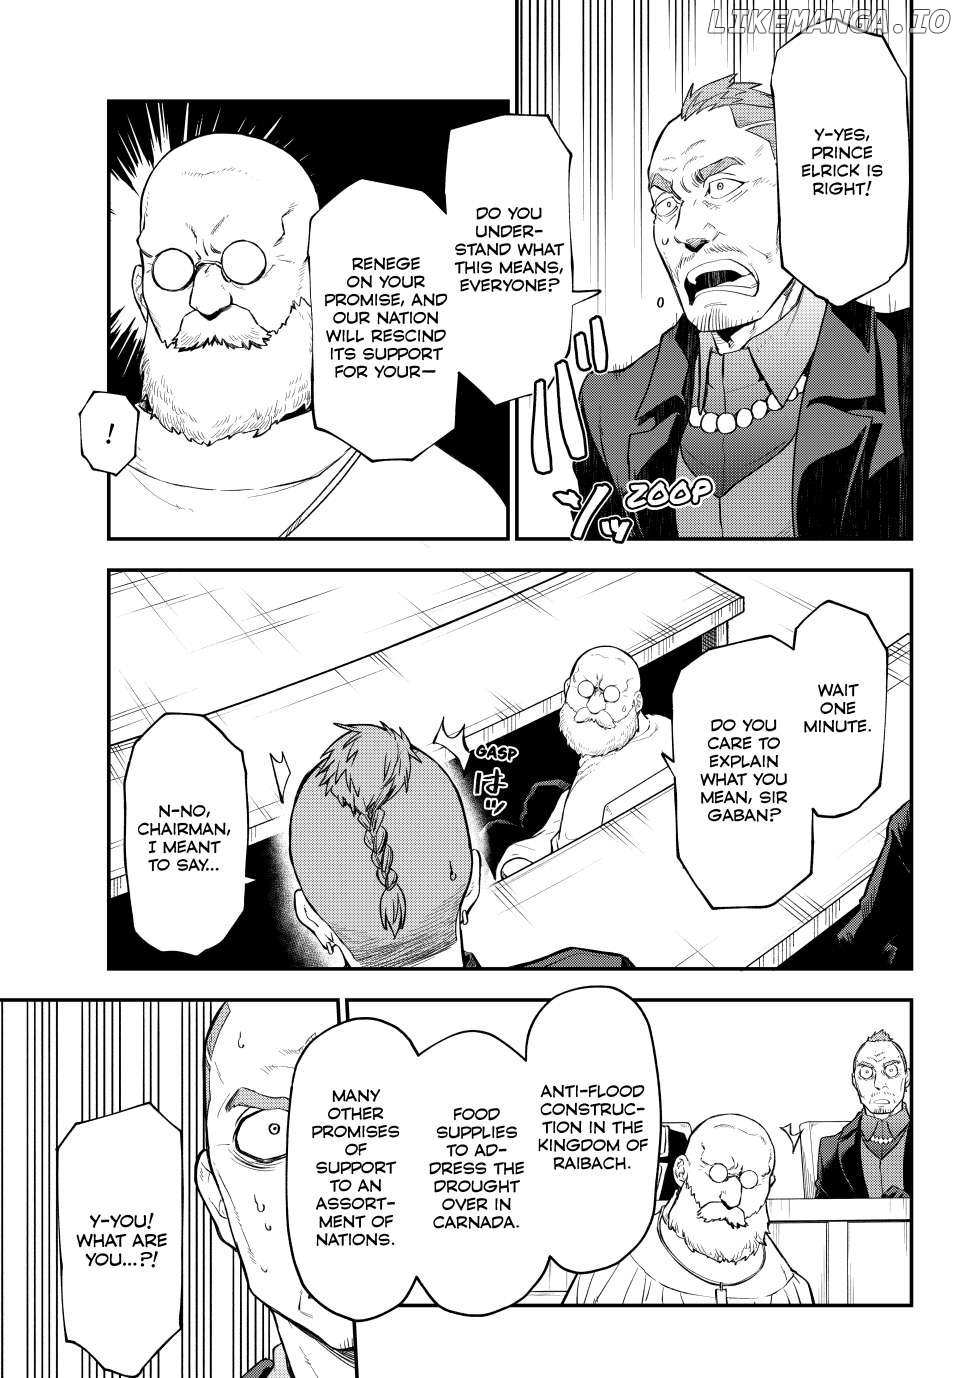 LIKEMANGA.IO
Y-YES,
PRINCE
ELRICK IS
RIGHT!
DO YOU
UNDER-
STAND WHAT
THIS MEANS,
EVERYONE?
RENEGE
ON YOUR
PROMISE, AND
OUR NATION
WILL RESCIND
ITS SUPPORT
FOR YOUR—
ZOOP
!
WAIT
ONE
MINUTE.
DO YOU
CARE TO
EXPLAIN
WHAT YOU
MEAN, SIR
GABAN?
GASP
はッ
N-NO,
CHAIRMAN,
I MEANT
TO SAY...
ANTI-FLOOD
CONSTRUC-
TION IN THE
KINGDOM OF
RAIBACH.
FOOD
SUPPLIES
TO AD-
DRESS THE
DROUGHT
OVER IN
CARNADA.
MANY
OTHER
PROMISES
OF
SUPPORT
TO AN
ASSORT-
MENT OF
NATIONS.
Y-YOU!
WHAT ARE
YOU...?!